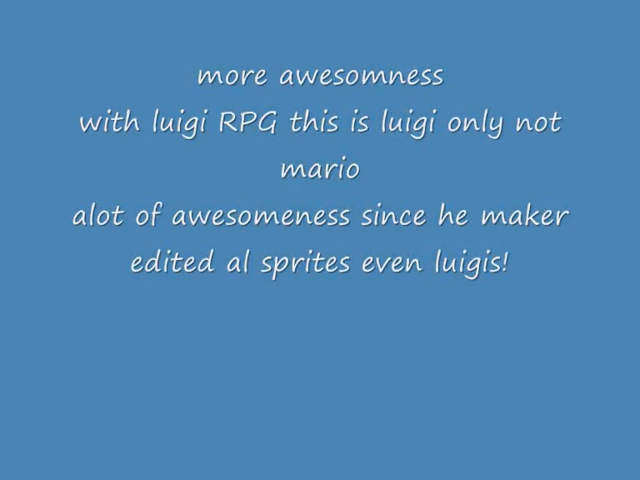 more awesomness
with luigi RPG this is luigi only not
mario
alot of awesomeness since he maker
edited al sprites even luigis!